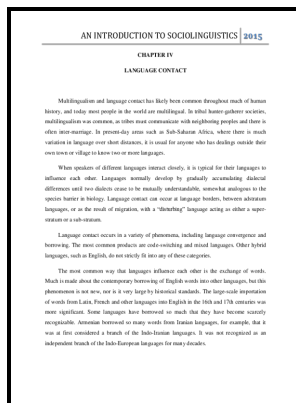 AN INTRODUCTION TO SOCIOLINGUISTICS 2015
CHAPTER IV
LANGUAGE CONTACT
Multilingualism and language contact has likely been common throughout much of human
history, and today most people in the world are multilingual. In tribal hunter-gatherer societies,
multilingualism was common, as tribes must communicate with neighboring peoples and there is
often inter-marriage. In present-day areas such as Sub-Saharan Africa, where there is much
variation in language over short distances, it is usual for anyone who has dealings outside their
own town or village to know two or more languages.
When speakers of different languages interact closely, it is typical for their languages to
influence each other. Languages normally develop by gradually accumulating dialectal
differences until two dialects cease to be mutually understandable, somewhat analogous to the
species barrier in biology. Language contact can occur at language borders, between adstratum
languages, or as the result of migration, with a "disturbing" language acting as either a super-
stratum or a sub-stratum.
Language contact occurs in a variety of phenomena, including language convergence and
borrowing. The most common products are code-switching and mixed languages. Other hybrid
languages, such as English, do not strictly fit into any of these categories.
The most common way that languages influence each other is the exchange of words.
Much is made about the contemporary borrowing of English words into other languages, but this
phenomenon is not new, nor is it very large by historical standards. The large-scale importation
of words from Latin, French and other languages into English in the 16th and 17th centuries was
more significant. Some languages have borrowed so much that they have become scarcely
recognizable. Armenian borrowed so many words from Iranian languages, for example, that it
was at first considered a branch of the Indo-Iranian languages. It was not recognized as an
independent branch of the Indo-European languages for many decades.